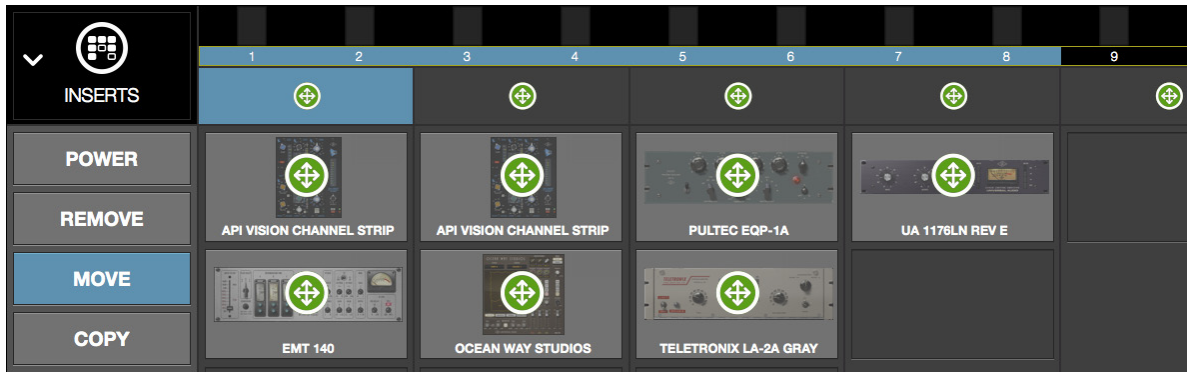 INSERTS
1 2 3 4 5 6 7 8 9
POWER
REMOVE
MOVE
COPY
API VISION CHANNEL STRIP
API VISION CHANNEL STRIP
PULTEC EQP-1A
UA 1176LN REV E
EMT 140
OCEAN WAY STUDIOS
TELETRONIX LA-2A GRAY